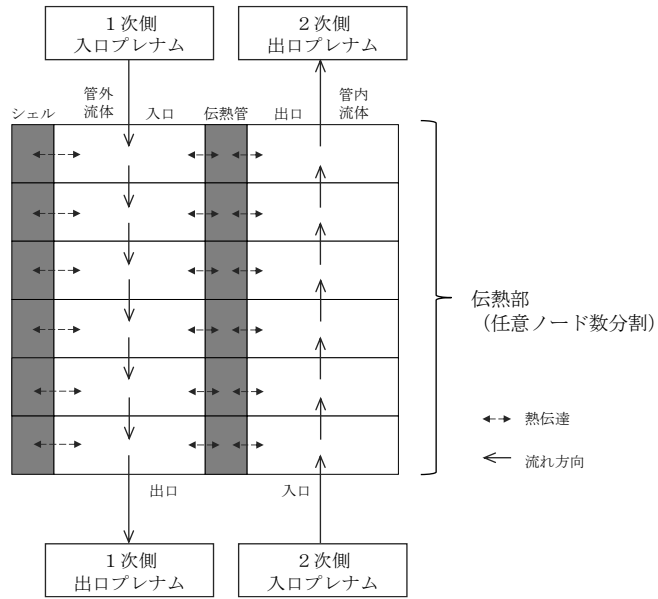 1次側
入口プレナム
2次側
出口プレナム
シェル
管外
流体
入口
伝熱管
出口
管内
流体
伝熱部
(任意ノード数分割)
熱伝達
流れ方向
出口
入口
1次側
出口プレナム
2次側
入口プレナム